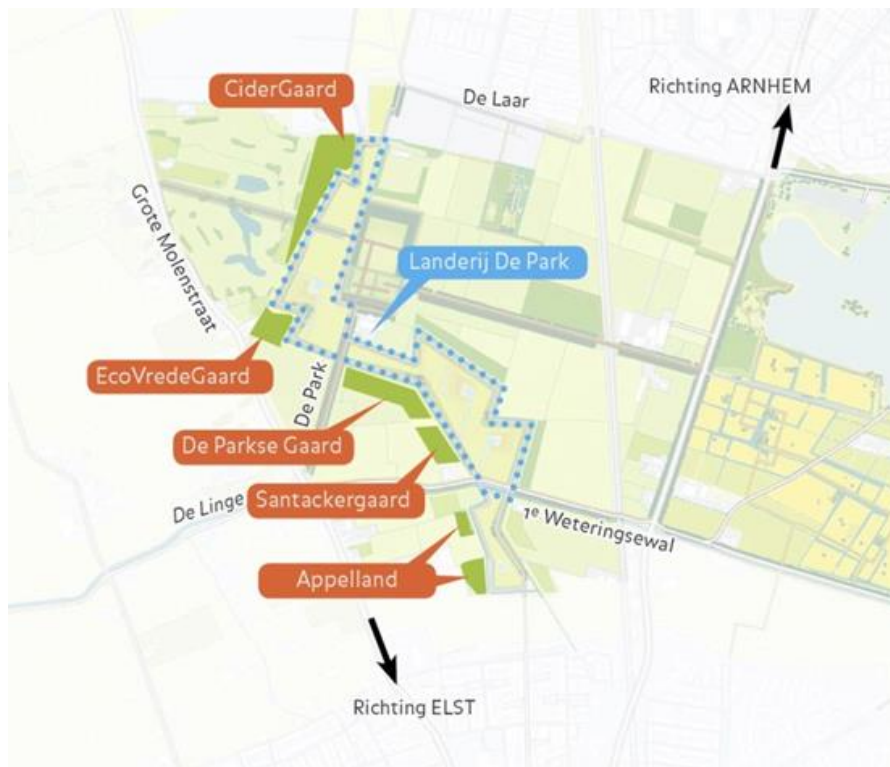 CiderGaard
De Laar
Richting ARNHEM
Grote Molenstraat
Landerij De Park
EcoVredeGaard
De Park
De Parkse Gaard
Santackergaard
De Linge
1e Weteringsewal
Appelland
Richting ELST